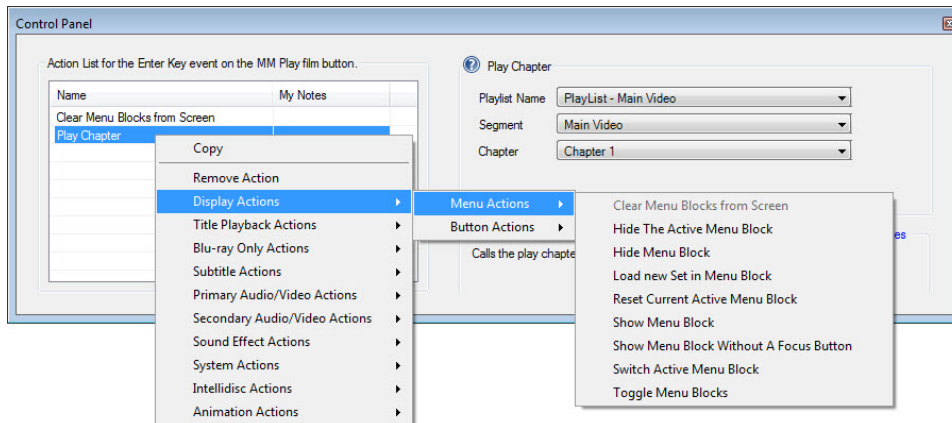 Control Panel
Action List for the Enter Key event on the MM Play film button.
Name My Notes
Clear Menu Blocks from Screen
Play Chapter
Play Chapter
Playlist Name PlayList - Main Video
Segment Main Video
Chapter Chapter 1
Calls the play chapte
es
Copy
Remove Action
Display Actions
Title Playback Actions
Blu-ray Only Actions
Subtitle Actions
Primary Audio/Video Actions
Secondary Audio/Video Actions
Sound Effect Actions
System Actions
Intellidisc Actions
Animation Actions
Menu Actions
Button Actions
Clear Menu Blocks from Screen
Hide The Active Menu Block
Hide Menu Block
Load new Set in Menu Block
Reset Current Active Menu Block
Show Menu Block
Show Menu Block Without A Focus Button
Switch Active Menu Block
Toggle Menu Blocks